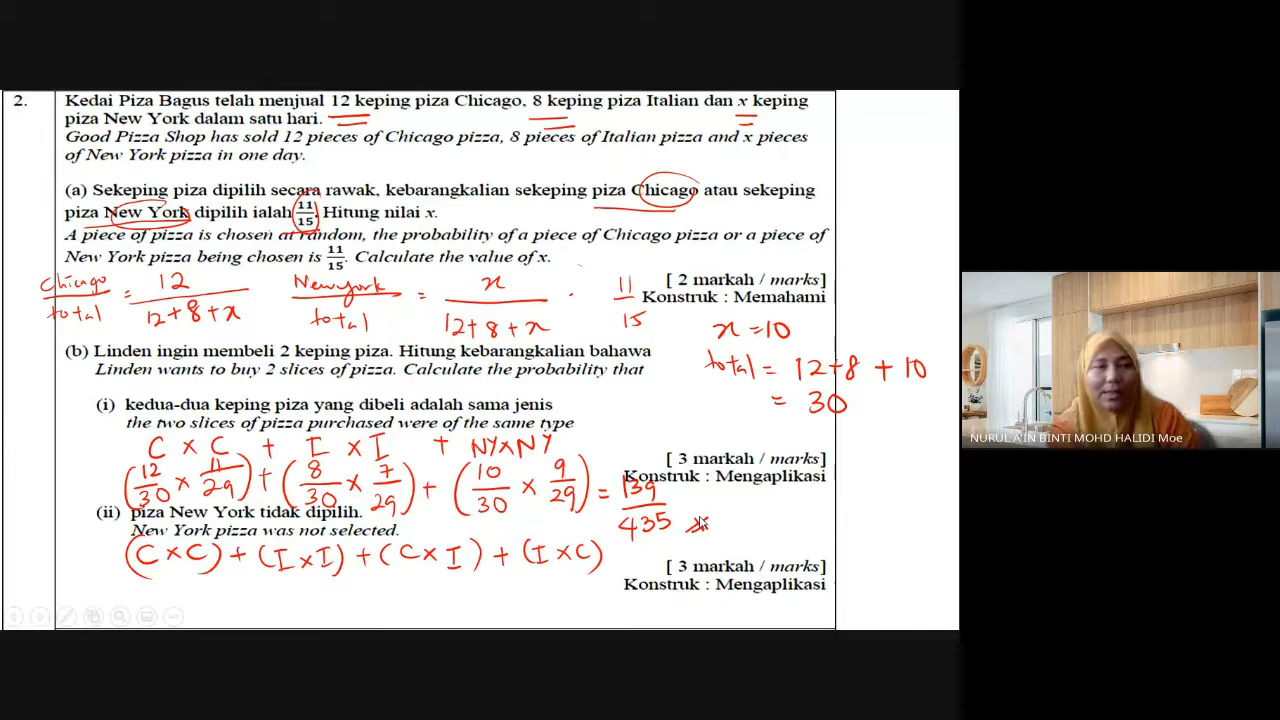 2.
Kedai Piza Bagus telah menjual 12 keping piza Chicago, 8 keping piza Italian dan x keping
piza New York dalam satu hari.
Good Pizza Shop has sold 12 pieces of Chicago pizza, 8 pieces of Italian pizza and x pieces
of New York pizza in one day.
(a) Sekeping piza dipilih secara rawak, kebarangkalian sekeping piza Chicago atau sekeping
piza New York dipilih ialah 11/15. Hitung nilai x.
A piece of pizza is chosen at random, the probability of a piece of Chicago pizza or a piece of
New York pizza being chosen is 11/15. Calculate the value of x.
[ 2 markah / marks]
Konstruk : Memahami
Chicago/total = 12/(12+8+x) Newyork/total = x/(12+8+x) . 11/15
x = 10
total = 12+8 + 10
= 30
(b) Linden ingin membeli 2 keping piza. Hitung kebarangkalian bahawa
Linden wants to buy 2 slices of pizza. Calculate the probability that
(i) kedua-dua keping piza yang dibeli adalah sama jenis
the two slices of pizza purchased were of the same type
C × C + I × I + NY×NY
[ 3 markah / marks]
Konstruk : Mengaplikasi
(12/30 × 11/29) + (8/30 × 7/29) + (10/30 × 9/29) = 139/435
(ii) piza New York tidak dipilih.
New York pizza was not selected.
(C×C) + (I×I) + (C×I) + (I×C)
[ 3 markah / marks]
Konstruk : Mengaplikasi
NURUL A'IN BINTI MOHD HALIDI Moe